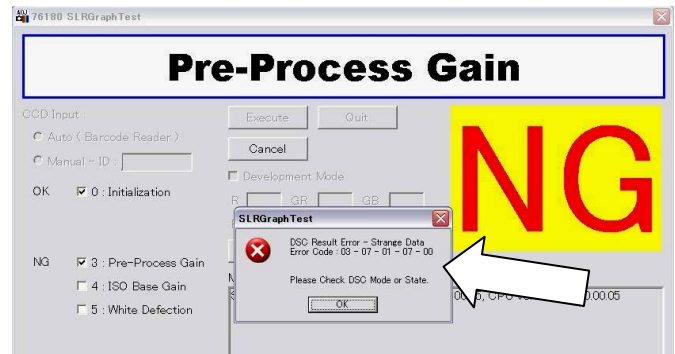 76180 SLRGraphTest
Pre-Process Gain
CCD Input :
Auto ( Barcode Reader )
Manual - ID :
Execute
Quit
Cancel
Development Mode
R
GR
GB
NG
OK
0 : Initialization
SLRGraphTest
DSC Result Error - Strange Data
Error Code : 03 - 07 - 01 - 07 - 00
Please Check DSC Mode or State.
OK
NG
3 : Pre-Process Gain
4 : ISO Base Gain
5 : White Defection